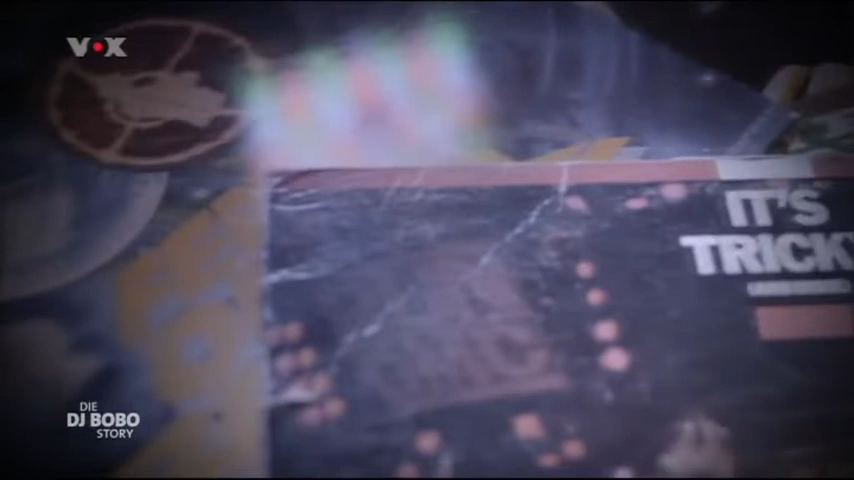 VOX
IT'S
TRICKY
DIE
DJ BOBO
STORY